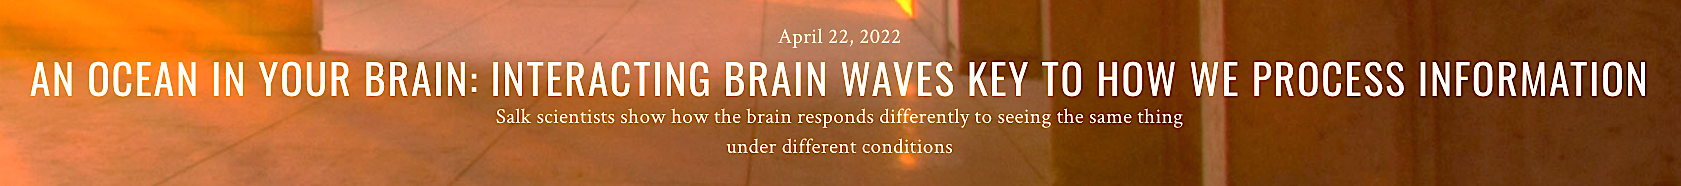 April 22, 2022
AN OCEAN IN YOUR BRAIN: INTERACTING BRAIN WAVES KEY TO HOW WE PROCESS INFORMATION
Salk scientists show how the brain responds differently to seeing the same thing
under different conditions